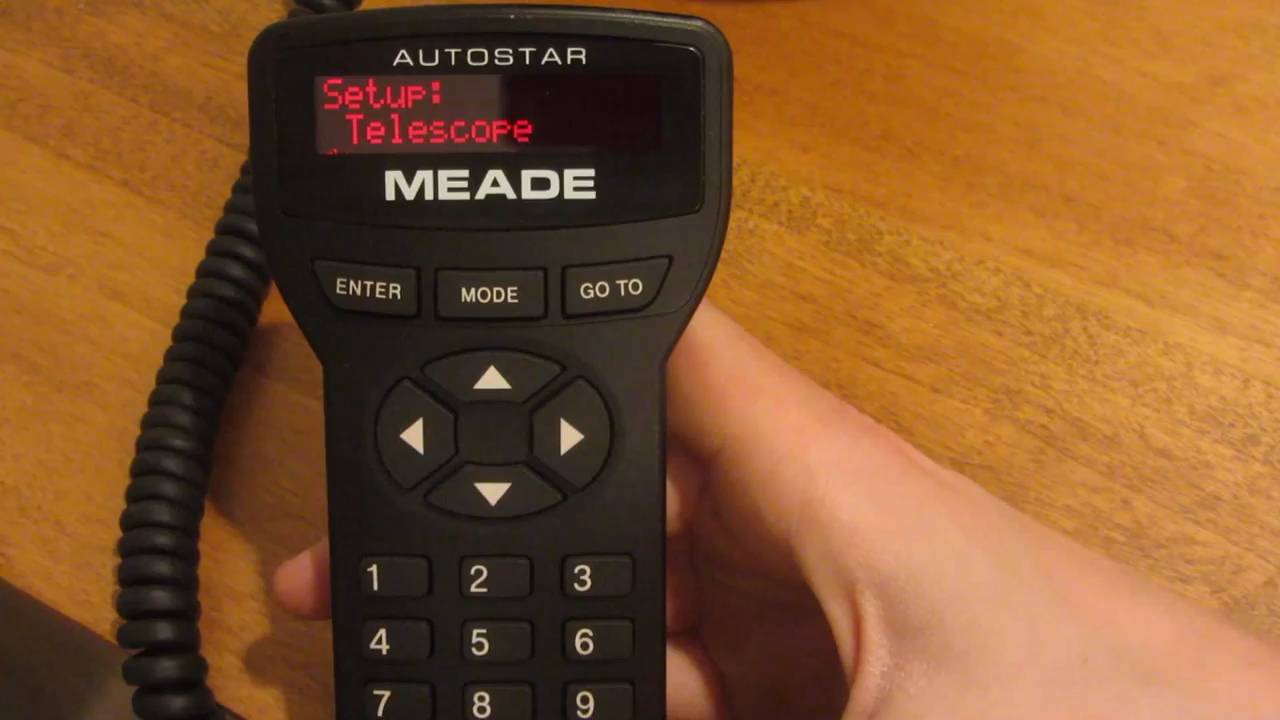 AUTOSTAR
Setup:
Telescope
MEADE
ENTER MODE GO TO
1 2 3
4 5 6
7 8 9